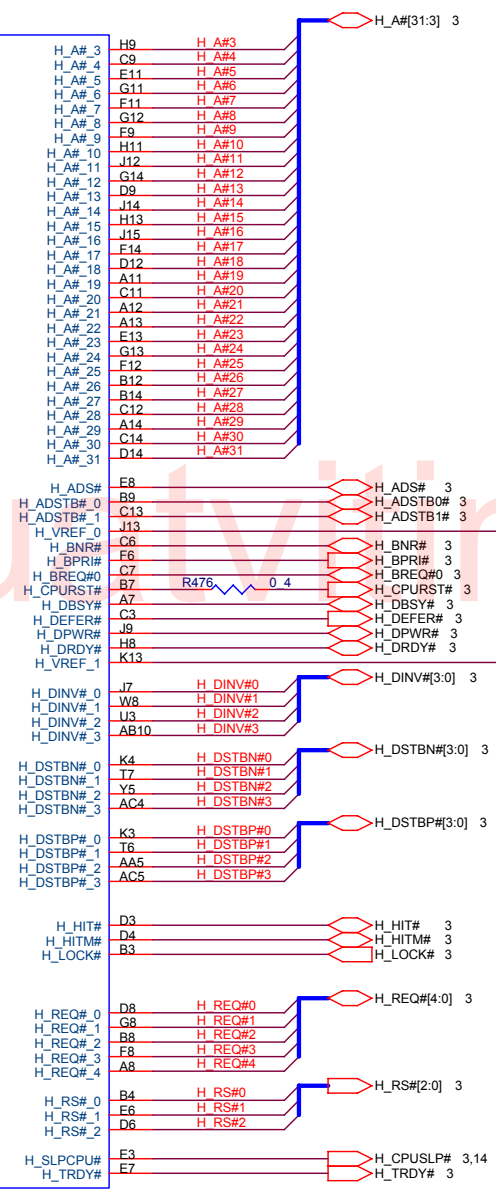 H_A#[31:3] 3
H_A#_3 H9 H_A#3
H_A#_4 C9 H_A#4
H_A#_5 E11 H_A#5
H_A#_6 G11 H_A#6
H_A#_7 F11 H_A#7
H_A#_8 G12 H_A#8
H_A#_9 F9 H_A#9
H_A#_10 H11 H_A#10
H_A#_11 J12 H_A#11
H_A#_12 G14 H_A#12
H_A#_13 D9 H_A#13
H_A#_14 J14 H_A#14
H_A#_15 H13 H_A#15
H_A#_16 J15 H_A#16
H_A#_17 F14 H_A#17
H_A#_18 D12 H_A#18
H_A#_19 A11 H_A#19
H_A#_20 C11 H_A#20
H_A#_21 A12 H_A#21
H_A#_22 A13 H_A#22
H_A#_23 E13 H_A#23
H_A#_24 G13 H_A#24
H_A#_25 F12 H_A#25
H_A#_26 B12 H_A#26
H_A#_27 B14 H_A#27
H_A#_28 C12 H_A#28
H_A#_29 A14 H_A#29
H_A#_30 C14 H_A#30
H_A#_31 D14 H_A#31
H_ADS# E8 H_ADS# 3
H_ADSTB#_0 B9 H_ADSTB0# 3
H_ADSTB#_1 C13 H_ADSTB1# 3
H_VREF_0 J13
H_BNR# C6 H_BNR# 3
H_BPRI# F6 H_BPRI# 3
H_BREQ#0 C7 H_BREQ#0 3
H_CPURST# B7 R476 0_4 H_CPURST# 3
H_DBSY# A7 H_DBSY# 3
H_DEFER# C3 H_DEFER# 3
H_DPWR# J9 H_DPWR# 3
H_DRDY# H8 H_DRDY# 3
H_VREF_1 K13
H_DINV#[3:0] 3
H_DINV#_0 J7 H_DINV#0
H_DINV#_1 W8 H_DINV#1
H_DINV#_2 U3 H_DINV#2
H_DINV#_3 AB10 H_DINV#3
H_DSTBN#[3:0] 3
H_DSTBN#_0 K4 H_DSTBN#0
H_DSTBN#_1 T7 H_DSTBN#1
H_DSTBN#_2 Y5 H_DSTBN#2
H_DSTBN#_3 AC4 H_DSTBN#3
H_DSTBP#[3:0] 3
H_DSTBP#_0 K3 H_DSTBP#0
H_DSTBP#_1 T6 H_DSTBP#1
H_DSTBP#_2 AA5 H_DSTBP#2
H_DSTBP#_3 AC5 H_DSTBP#3
H_HIT# D3 H_HIT# 3
H_HITM# D4 H_HITM# 3
H_LOCK# B3 H_LOCK# 3
H_REQ#[4:0] 3
H_REQ#_0 D8 H_REQ#0
H_REQ#_1 G8 H_REQ#1
H_REQ#_2 B8 H_REQ#2
H_REQ#_3 F8 H_REQ#3
H_REQ#_4 A8 H_REQ#4
H_RS#[2:0] 3
H_RS#_0 B4 H_RS#0
H_RS#_1 E6 H_RS#1
H_RS#_2 D6 H_RS#2
H_SLPCPU# E3 H_CPUSLP# 3,14
H_TRDY# E7 H_TRDY# 3